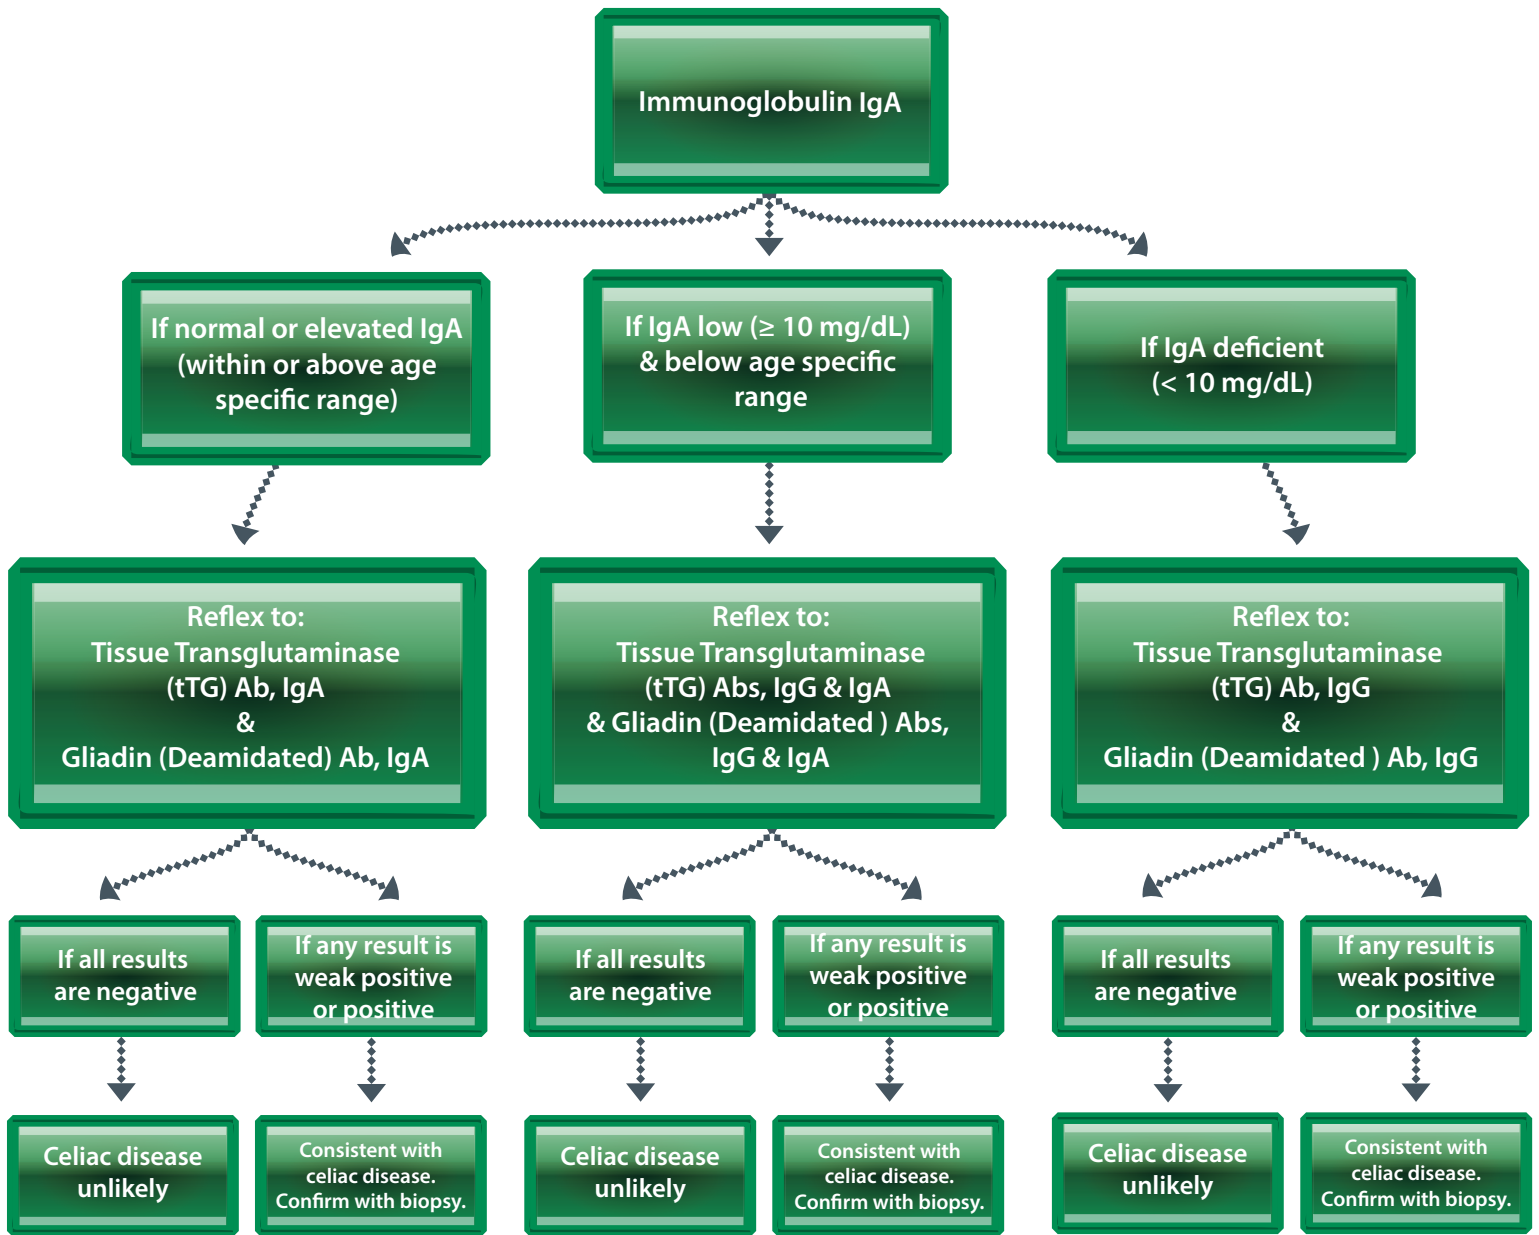 Immunoglobulin IgA
If normal or elevated IgA
(within or above age
specific range)
If IgA low (≥ 10 mg/dL)
& below age specific
range
If IgA deficient
(< 10 mg/dL)
Reflex to:
Tissue Transglutaminase
(tTG) Ab, IgA
&
Gliadin (Deamidated) Ab, IgA
Reflex to:
Tissue Transglutaminase
(tTG) Abs, IgG & IgA
& Gliadin (Deamidated ) Abs,
IgG & IgA
Reflex to:
Tissue Transglutaminase
(tTG) Ab, IgG
&
Gliadin (Deamidated ) Ab, IgG
If all results
are negative
If any result is
weak positive
or positive
If all results
are negative
If any result is
weak positive
or positive
If all results
are negative
If any result is
weak positive
or positive
Celiac disease
unlikely
Consistent with
celiac disease.
Confirm with biopsy.
Celiac disease
unlikely
Consistent with
celiac disease.
Confirm with biopsy.
Celiac disease
unlikely
Consistent with
celiac disease.
Confirm with biopsy.